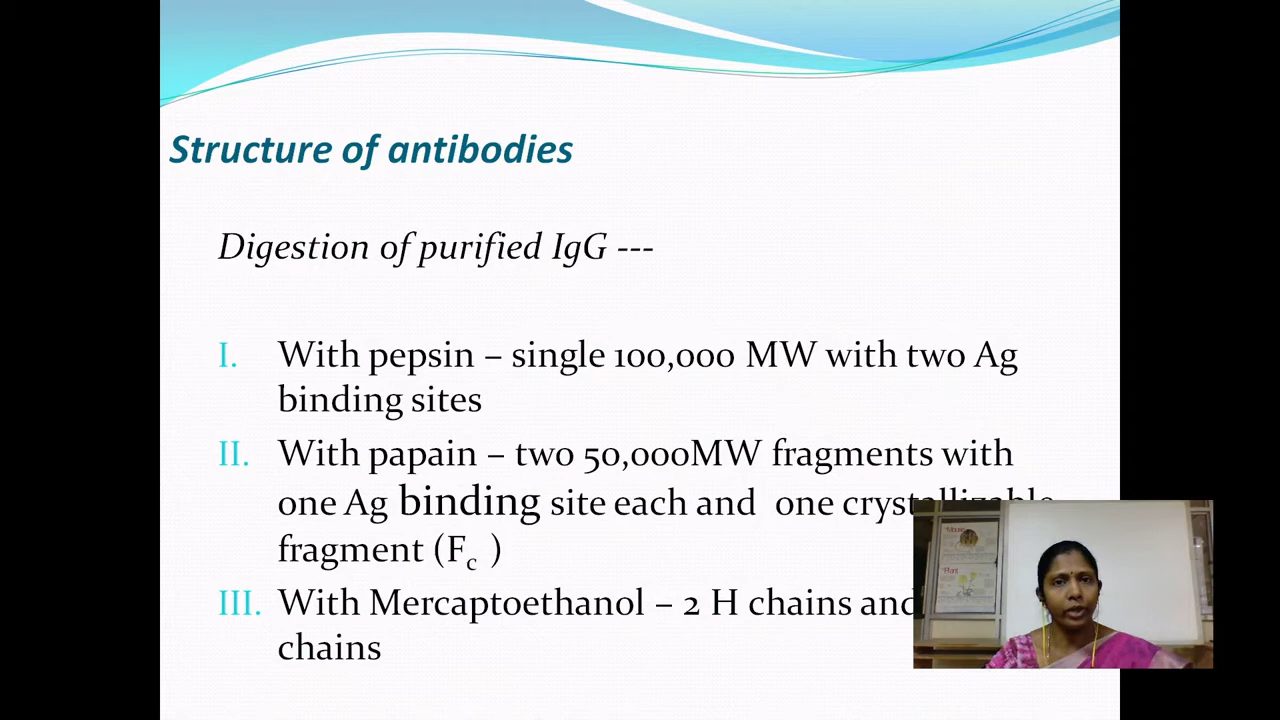 Structure of antibodies
Digestion of purified IgG ---
I. With pepsin – single 100,000 MW with two Ag
binding sites
II. With papain – two 50,000MW fragments with
one Ag binding site each and one crystallizable
fragment (Fc )
III. With Mercaptoethanol – 2 H chains and
chains